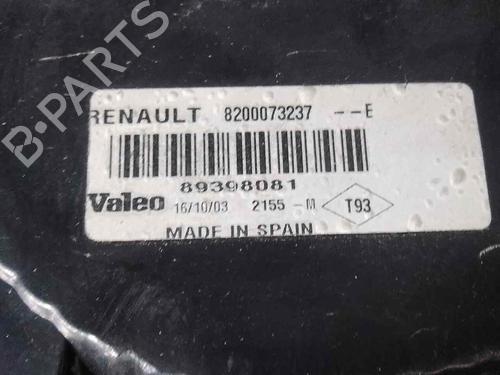 B-PARTS
RENAULT 8200073237 --E
89398081
Valeo 16/10/03 2155-M T93
MADE IN SPAIN